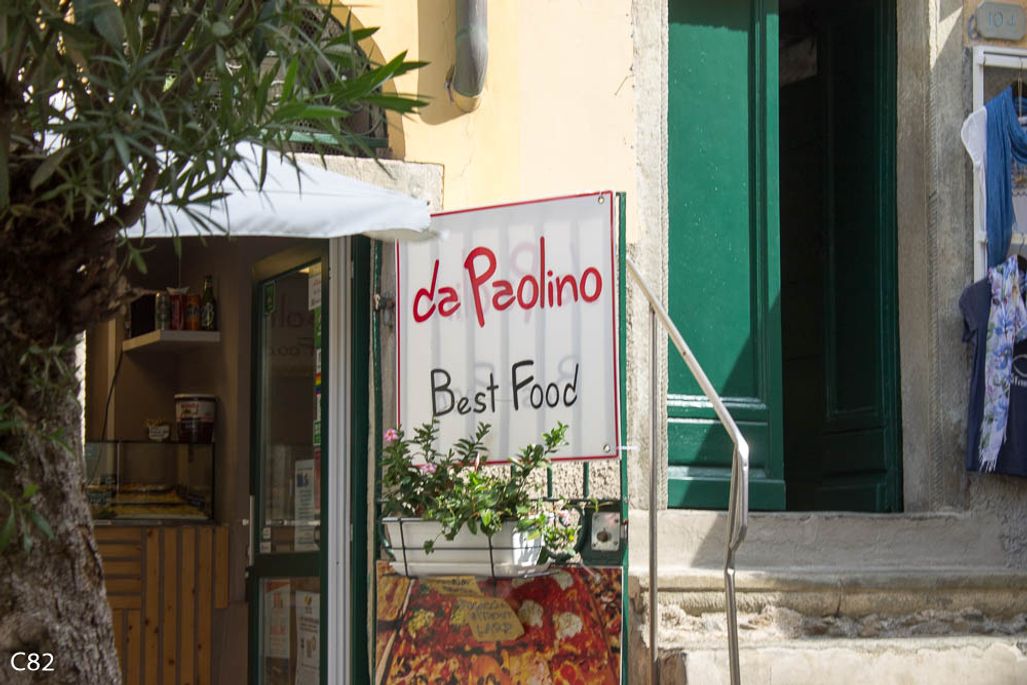 104
da Paolino
Best Food
C82